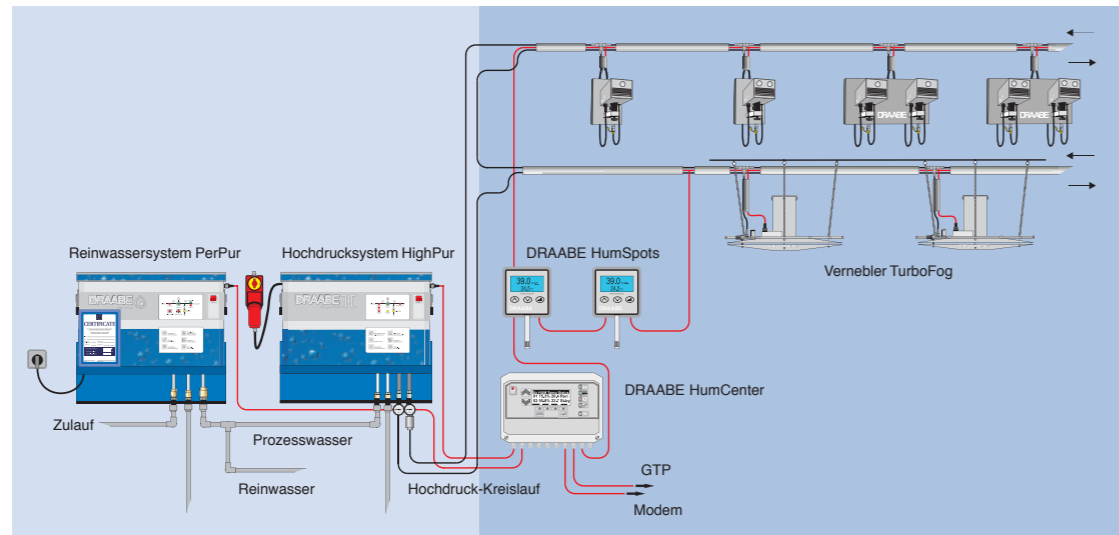 DRAABE
DRAABE
Reinwassersystem PerPur
Hochdrucksystem HighPur
DRAABE HumSpots
Vernebler TurboFog
DRAABE
DRAABE
CERTIFICATE
39.0
39.0
DRAABE HumCenter
Zulauf
Prozesswasser
Reinwasser
Hochdruck-Kreislauf
GTP
Modem